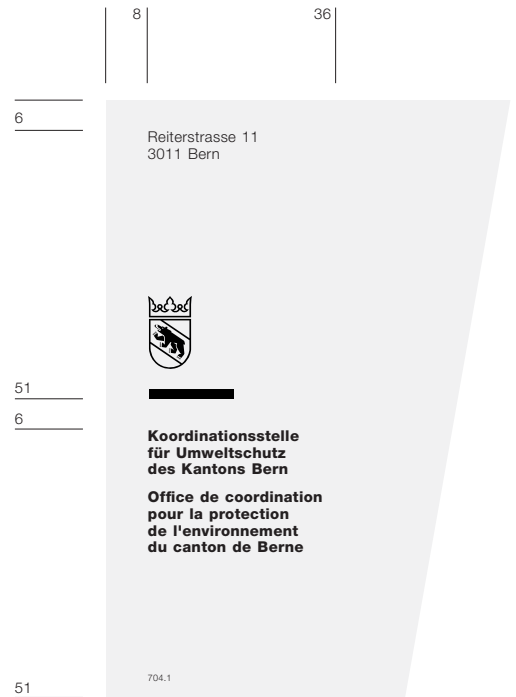 8
36
6
Reiterstrasse 11
3011 Bern
51
6
Koordinationsstelle
für Umweltschutz
des Kantons Bern
Office de coordination
pour la protection
de l'environnement
du canton de Berne
704.1
51